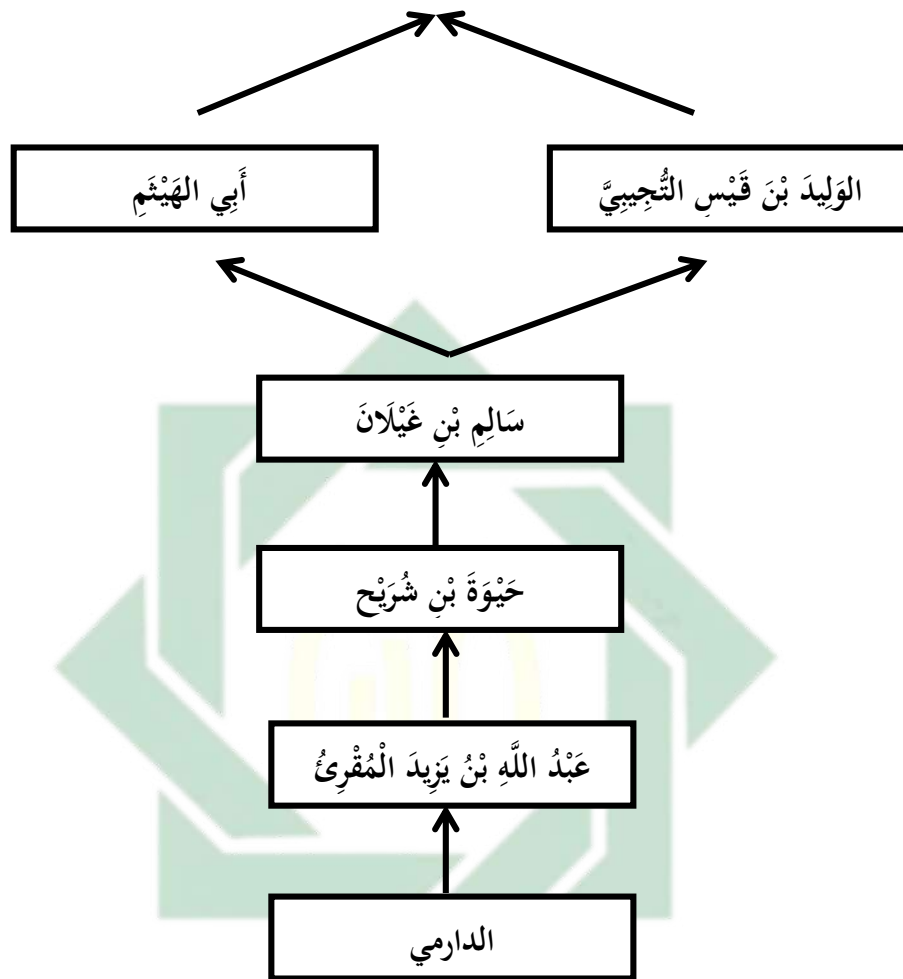 الوَلِيدَ بْنَ قَيْسِ التُّجِيبِيَّ
أَبِي الهَيْثَمِ
سَالِمِ بْنِ غَيْلَانَ
حَيْوَةَ بْنِ شُرَيْح
عَبْدُ اللَّهِ بْنُ يَزِيدَ الْمُقْرِئُ
الدارمي